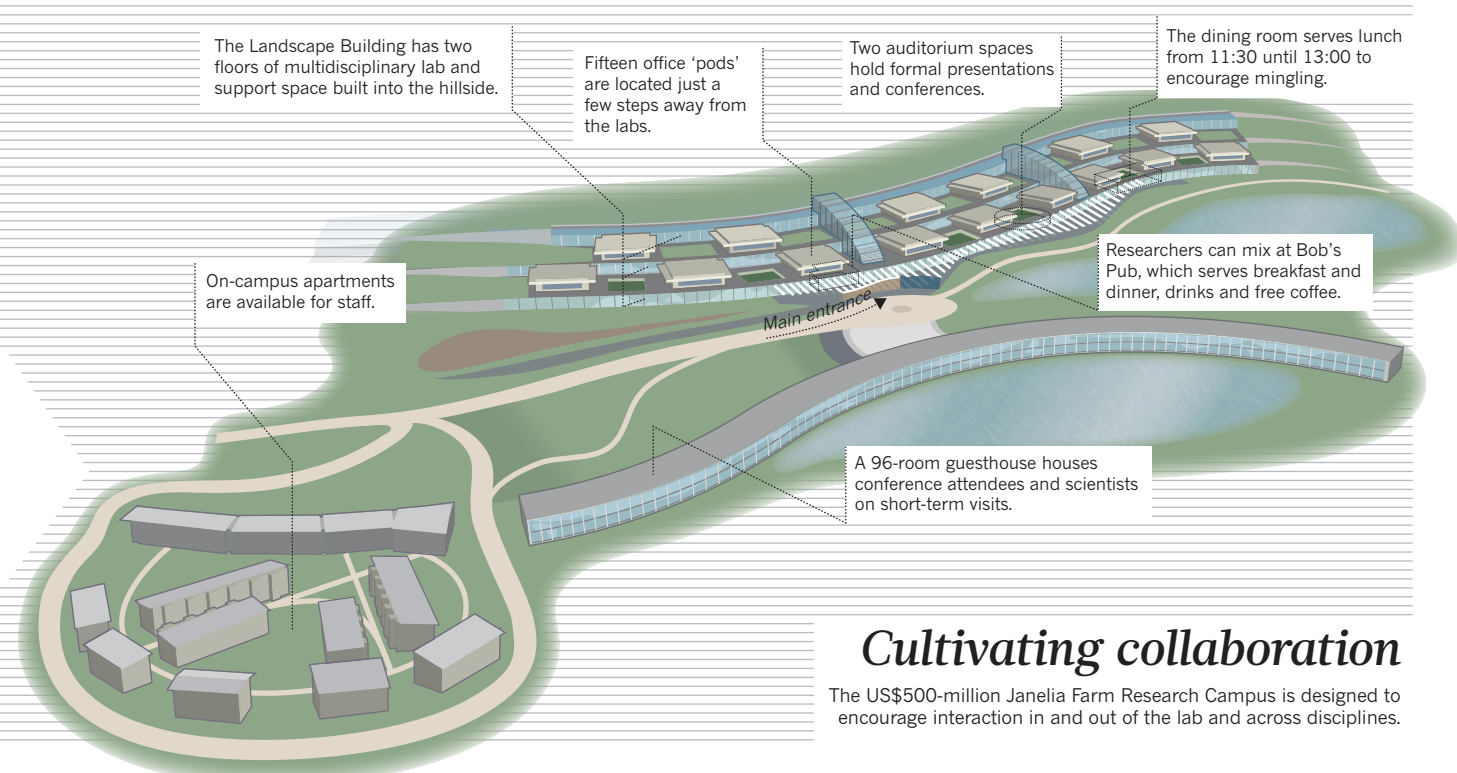 The Landscape Building has two
floors of multidisciplinary lab and
support space built into the hillside.
Fifteen office ‘pods’
are located just a
few steps away from
the labs.
Two auditorium spaces
hold formal presentations
and conferences.
The dining room serves lunch
from 11:30 until 13:00 to
encourage mingling.
On-campus apartments
are available for staff.
Researchers can mix at Bob’s
Pub, which serves breakfast and
dinner, drinks and free coffee.
Main entrance
A 96-room guesthouse houses
conference attendees and scientists
on short-term visits.
Cultivating collaboration
The US$500-million Janelia Farm Research Campus is designed to
encourage interaction in and out of the lab and across disciplines.